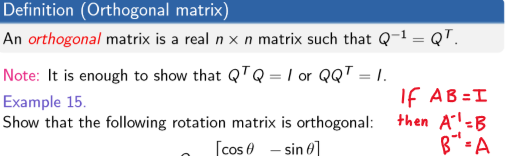 Definition (Orthogonal matrix)
An orthogonal matrix is a real n × n matrix such that Q⁻¹ = Qᵀ.
Note: It is enough to show that QᵀQ = I or QQᵀ = I.
Example 15.
Show that the following rotation matrix is orthogonal:
IF AB = I
then A⁻¹ = B
B⁻¹ = A
cos θ − sin θ